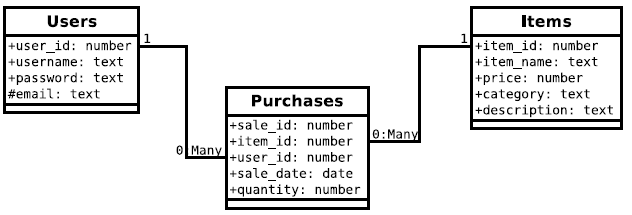 Users
+user_id: number
+username: text
+password: text
#email: text
1
0:Many
Purchases
+sale_id: number
+item_id: number
+user_id: number
+sale_date: date
+quantity: number
0:Many
1
Items
+item_id: number
+item_name: text
+price: number
+category: text
+description: text